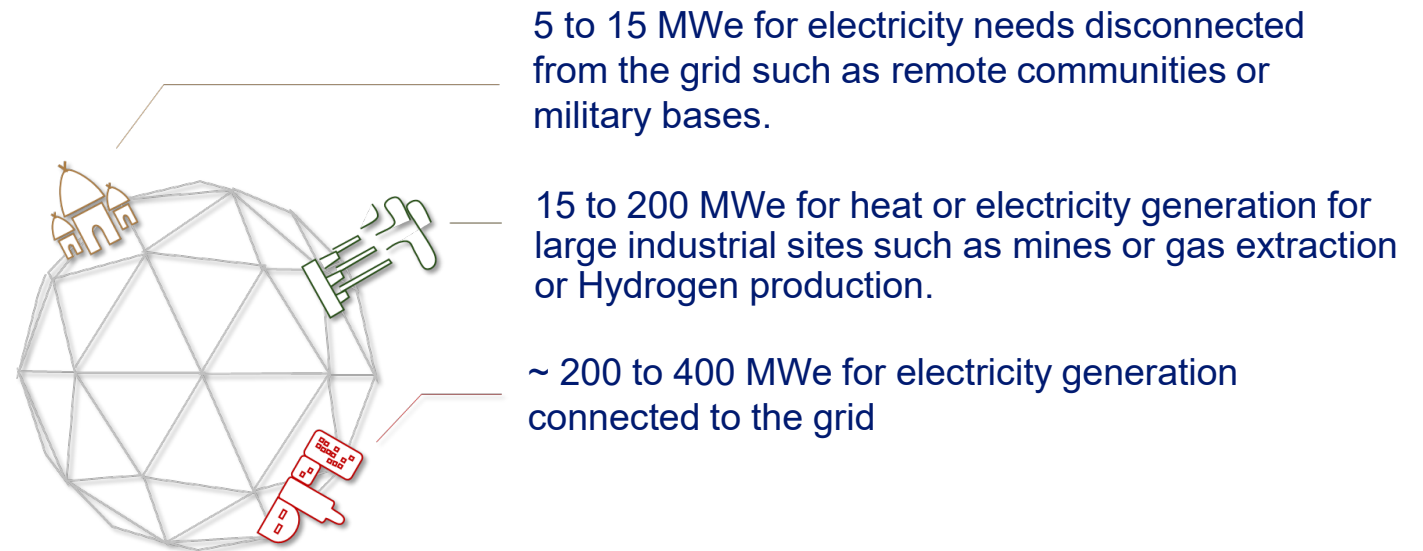 5 to 15 MWe for electricity needs disconnected
from the grid such as remote communities or
military bases.
15 to 200 MWe for heat or electricity generation for
large industrial sites such as mines or gas extraction
or Hydrogen production.
~ 200 to 400 MWe for electricity generation
connected to the grid